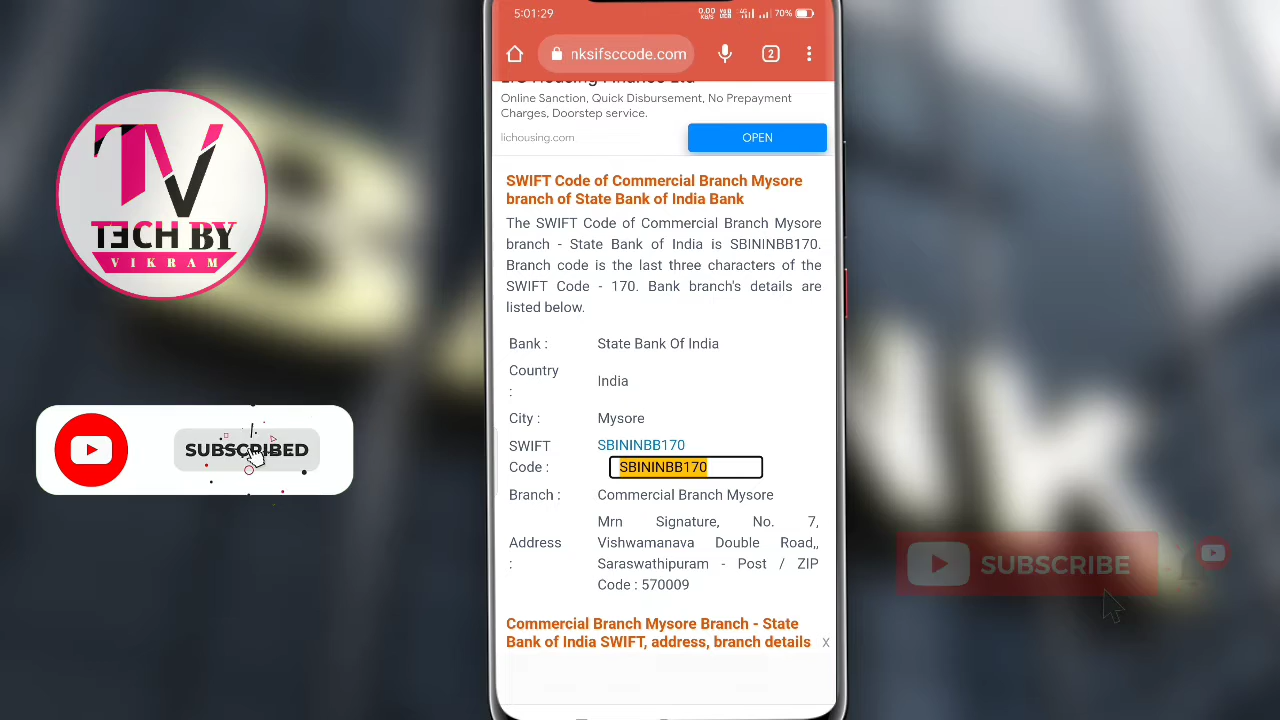 5:01:29
0.00 KB/S
4G
70%
nksifsccode.com
2
Online Sanction, Quick Disbursement, No Prepayment
Charges, Doorstep service.
lichousing.com
OPEN
SWIFT Code of Commercial Branch Mysore
branch of State Bank of India Bank
The SWIFT Code of Commercial Branch Mysore
branch - State Bank of India is SBININBB170.
Branch code is the last three characters of the
SWIFT Code - 170. Bank branch's details are
listed below.
Bank : State Bank Of India
Country
: India
City : Mysore
SWIFT SBININBB170
Code : SBININBB170
Branch : Commercial Branch Mysore
Address
:
Mrn Signature, No. 7,
Vishwamanava Double Road,,
Saraswathipuram - Post / ZIP
Code : 570009
Commercial Branch Mysore Branch - State
Bank of India SWIFT, address, branch details
x
TV
TECH BY
VIKRAM
SUBSCRIBED
SUBSCRIBE